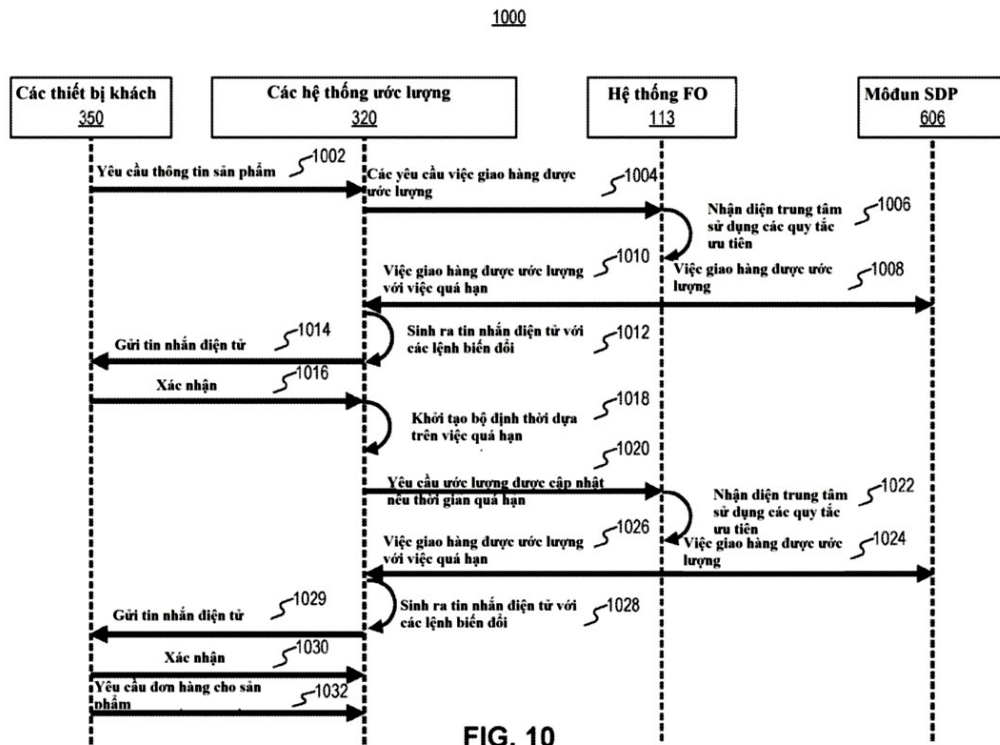 1000
Các thiết bị khách
350
Các hệ thống ước lượng
320
Hệ thống FO
113
Môđun SDP
606
Yêu cầu thông tin sản phẩm
1002
Các yêu cầu việc giao hàng được
ước lượng
1004
Nhận diện trung tâm
sử dụng các quy tắc
ưu tiên
1006
Việc giao hàng được ước lượng
với việc quá hạn
1010
Việc giao hàng được ước
lượng
1008
Sinh ra tin nhắn điện tử với
các lệnh biến đổi
1012
Gửi tin nhắn điện tử
1014
Xác nhận
1016
Khởi tạo bộ định thời dựa
trên việc quá hạn
1018
1020
Yêu cầu ước lượng được cập nhật
nếu thời gian quá hạn
Nhận diện trung tâm
sử dụng các quy tắc
ưu tiên
1022
Việc giao hàng được ước lượng
với việc quá hạn
1026
Việc giao hàng được ước
lượng
1024
Sinh ra tin nhắn điện tử với
các lệnh biến đổi
1028
Gửi tin nhắn điện tử
1029
Xác nhận
1030
Yêu cầu đơn hàng cho sản
phẩm
1032
FIG. 10